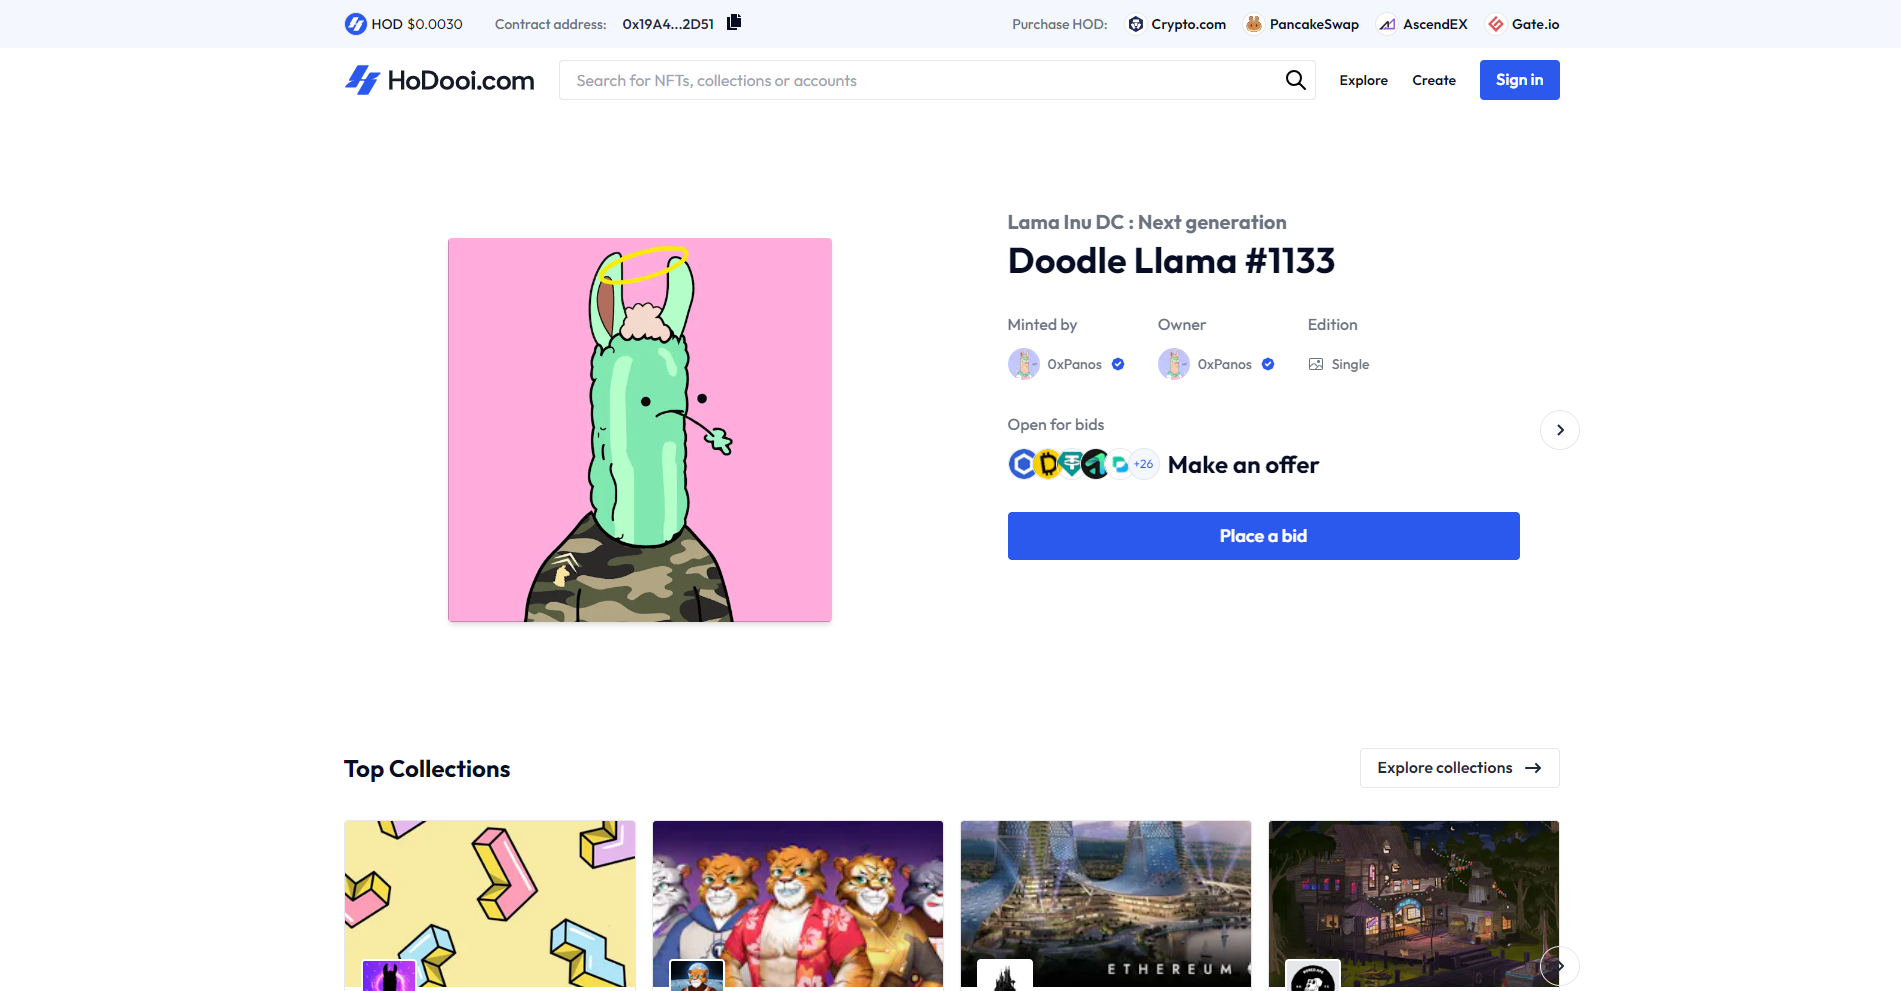 HOD $0.0030 Contract address: 0x19A4...2D51 Purchase HOD: Crypto.com PancakeSwap AscendEX Gate.io
HoDooi.com Search for NFTs, collections or accounts Explore Create Sign in
Lama Inu DC : Next generation
Doodle Llama #1133
Minted by Owner Edition
0xPanos 0xPanos Single
Open for bids
+26 Make an offer
Place a bid
Top Collections Explore collections
ETHEREUM